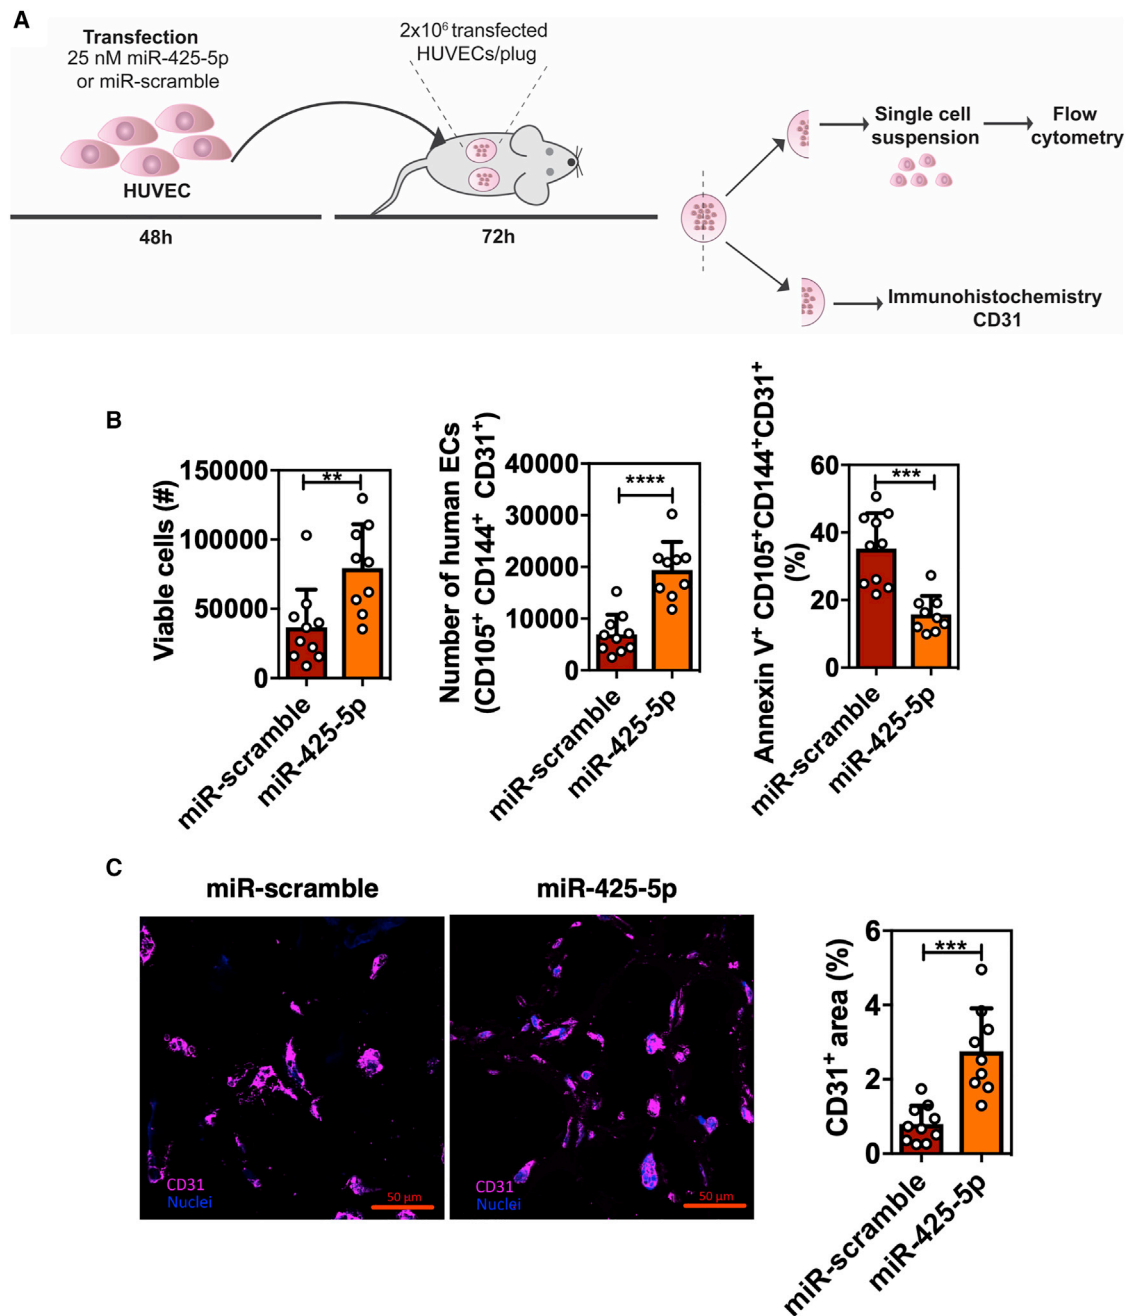 A
Transfection
25 nM miR-425-5p
or miR-scramble
HUVEC
2x10⁶ transfected
HUVECs/plug
48h
72h
Single cell
suspension
Flow
cytometry
Immunohistochemistry
CD31
B
Viable cells (#)
150000
100000
50000
0
**
miR-scramble
miR-425-5p
Number of human ECs
(CD105⁺ CD144⁺ CD31⁺)
40000
30000
20000
10000
0
****
miR-scramble
miR-425-5p
Annexin V⁺ CD105⁺CD144⁺CD31⁺
(%)
60
40
20
0
***
miR-scramble
miR-425-5p
C
miR-scramble
CD31
Nuclei
50 µm
miR-425-5p
CD31
Nuclei
50 µm
CD31⁺ area (%)
6
4
2
0
***
miR-scramble
miR-425-5p